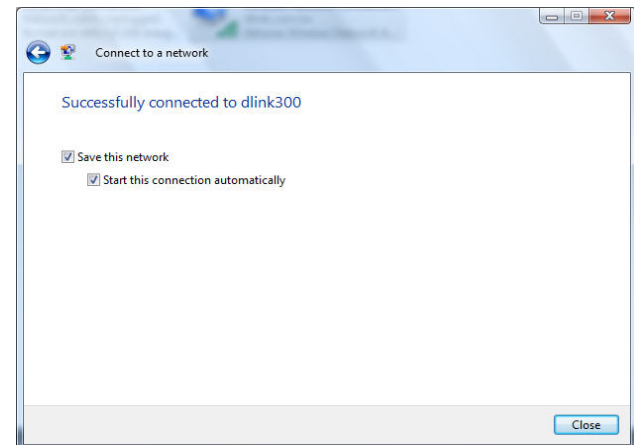 Connect to a network
Successfully connected to dlink300
Save this network
Start this connection automatically
Close